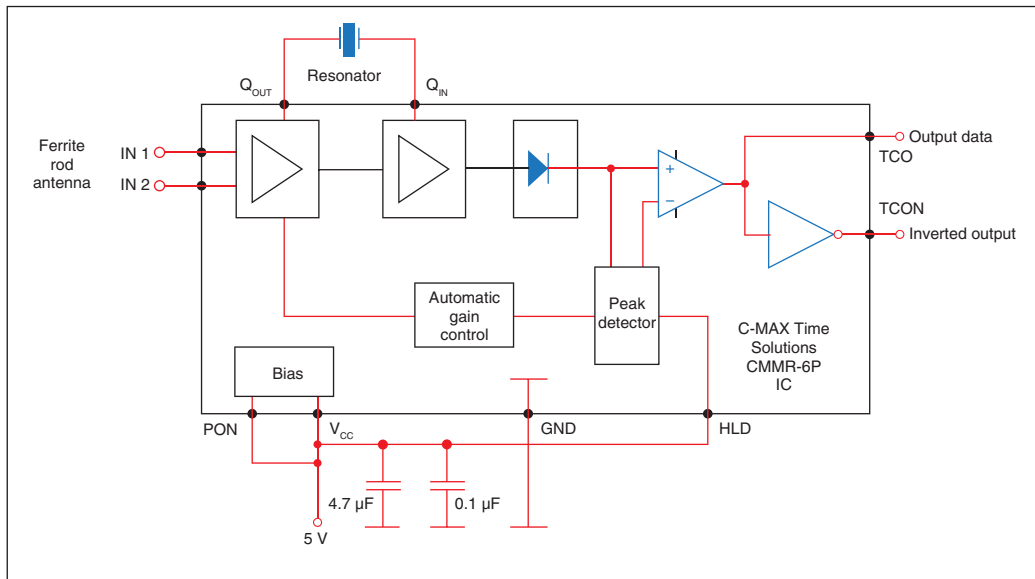 Resonator
QOUT
QIN
Ferrite
rod
antenna
IN 1
IN 2
+
−
Output data
TCO
TCON
Inverted output
Automatic
gain
control
Peak
detector
C-MAX Time
Solutions
CMMR-6P
IC
Bias
PON
VCC
GND
HLD
4.7 µF
0.1 µF
5 V